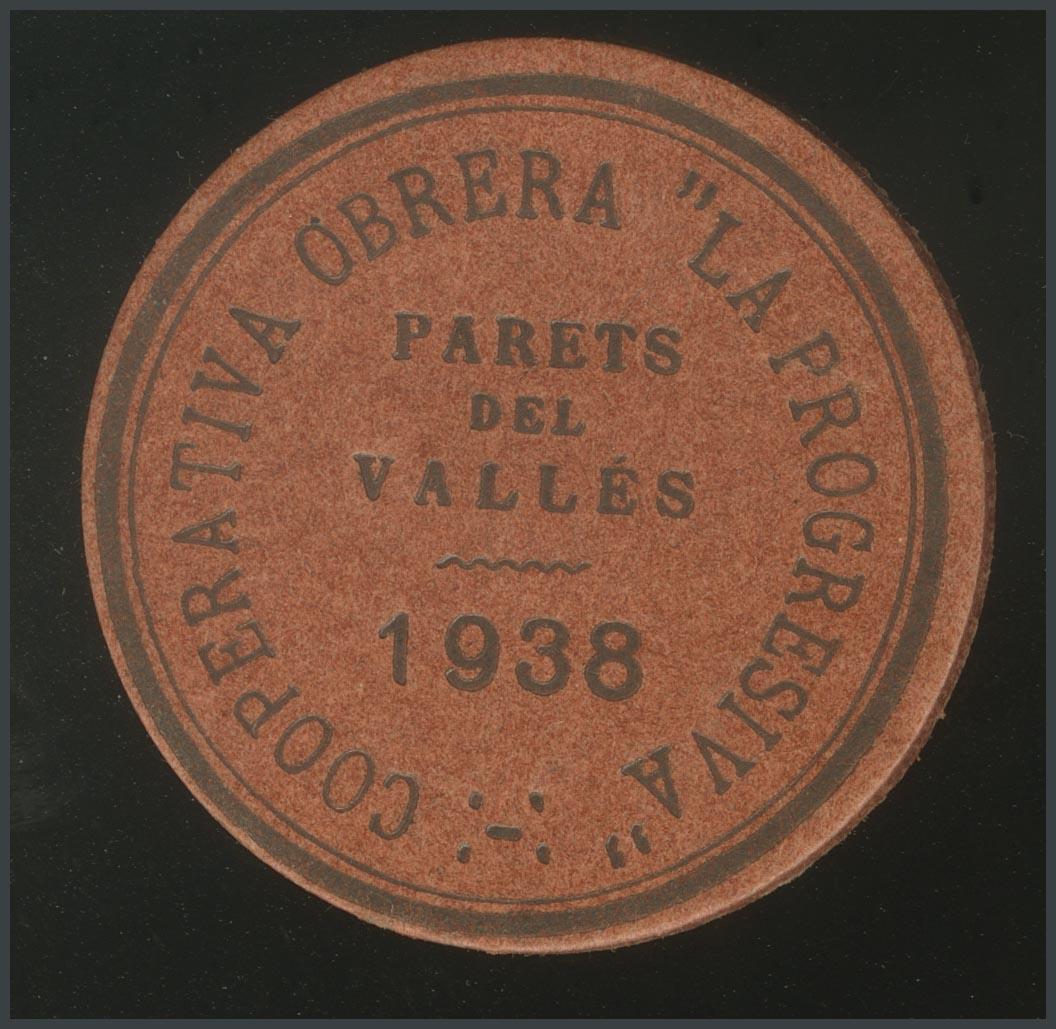 COOPERATIVA OBRERA "LA PROGRESIVA"
PARETS
DEL
VALLÉS
1938